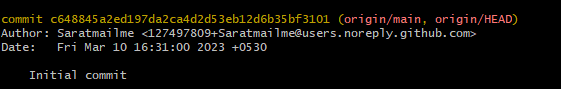 commit c648845a2ed197da2ca4d2d53eb12d6b35bf3101 (origin/main, origin/HEAD)
Author: Saratmailme <127497809+Saratmailme@users.noreply.github.com>
Date:   Fri Mar 10 16:31:00 2023 +0530
    Initial commit